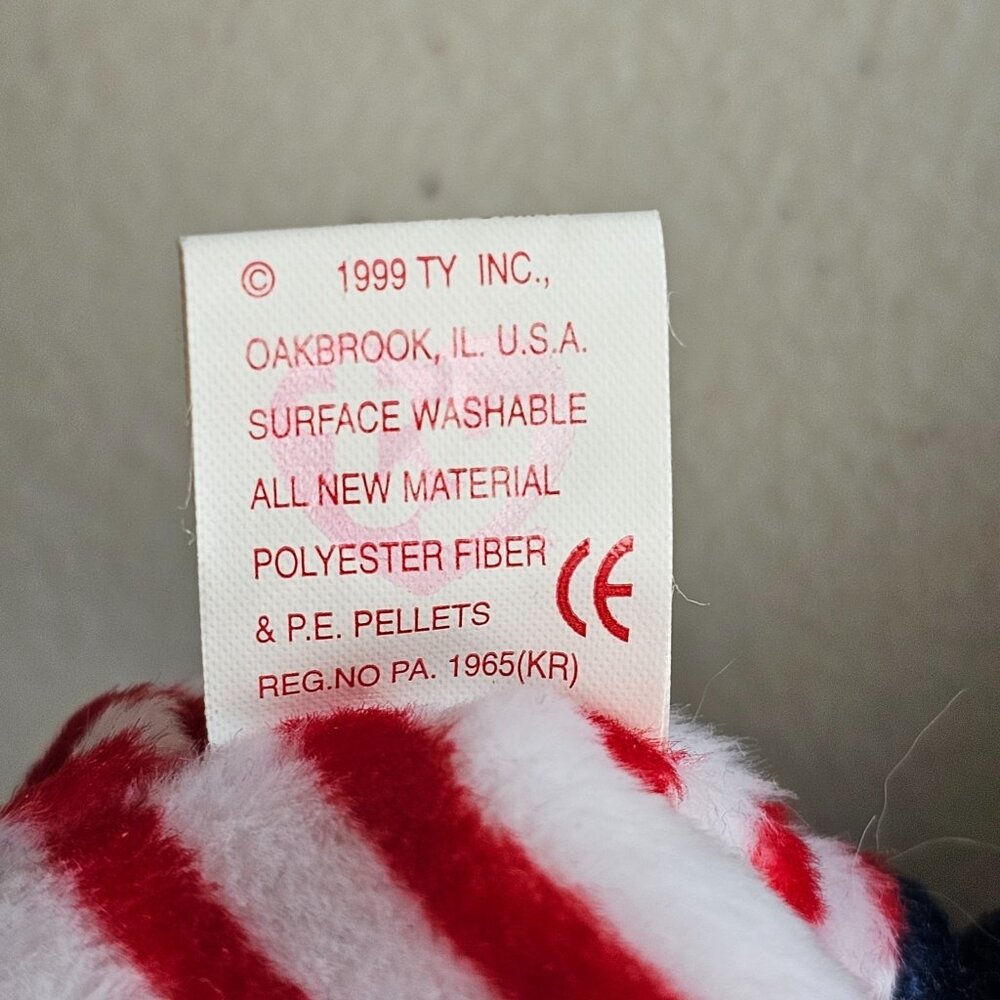 © 1999 TY INC.,
OAKBROOK, IL. U.S.A.
SURFACE WASHABLE
ALL NEW MATERIAL
POLYESTER FIBER
& P.E. PELLETS CE
REG.NO PA. 1965(KR)